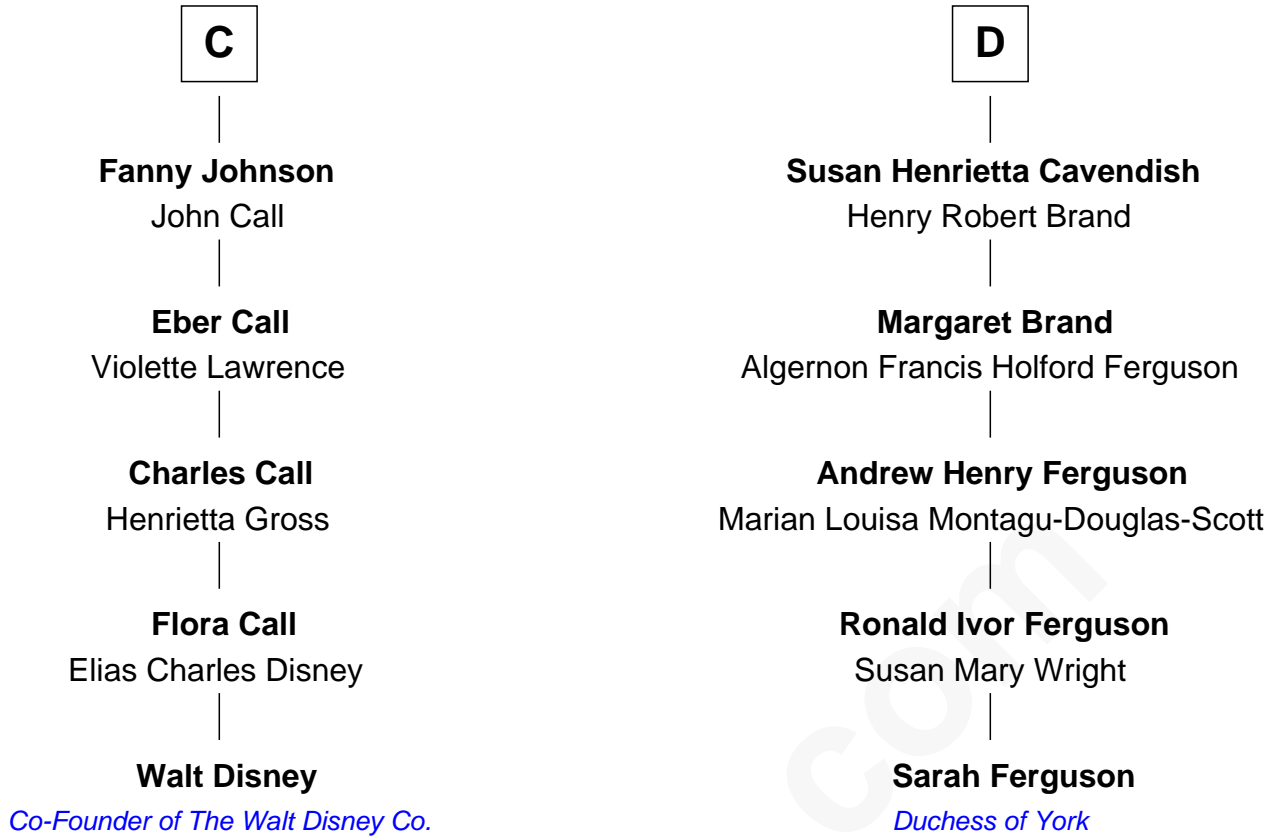 C
Fanny Johnson
John Call
Eber Call
Violette Lawrence
Charles Call
Henrietta Gross
Flora Call
Elias Charles Disney
Walt Disney
Co-Founder of The Walt Disney Co.
D
Susan Henrietta Cavendish
Henry Robert Brand
Margaret Brand
Algernon Francis Holford Ferguson
Andrew Henry Ferguson
Marian Louisa Montagu-Douglas-Scott
Ronald Ivor Ferguson
Susan Mary Wright
Sarah Ferguson
Duchess of York
com